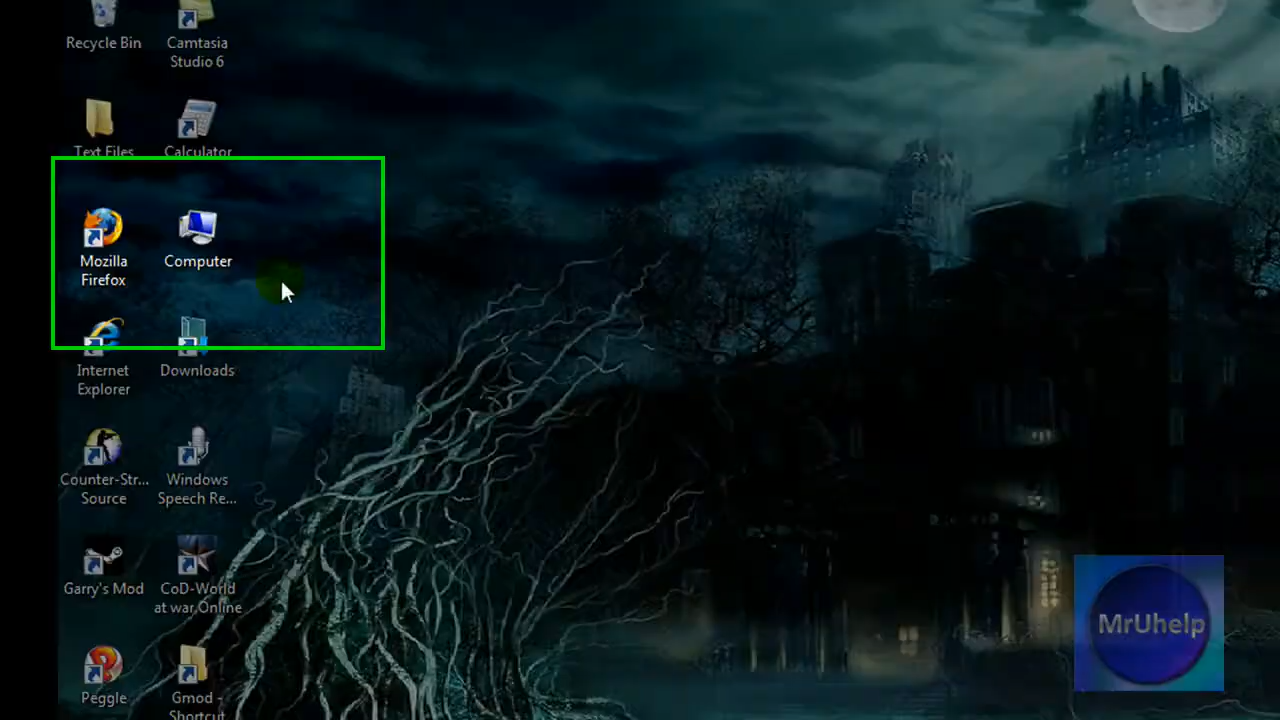 Recycle Bin
Camtasia
Studio 6
Text Files
Calculator
Mozilla
Firefox
Computer
Internet
Explorer
Downloads
Counter-Str...
Source
Windows
Speech Re...
Garry's Mod
CoD-World
at war Online
Peggle
Gmod -
Shortcut
MrUhelp